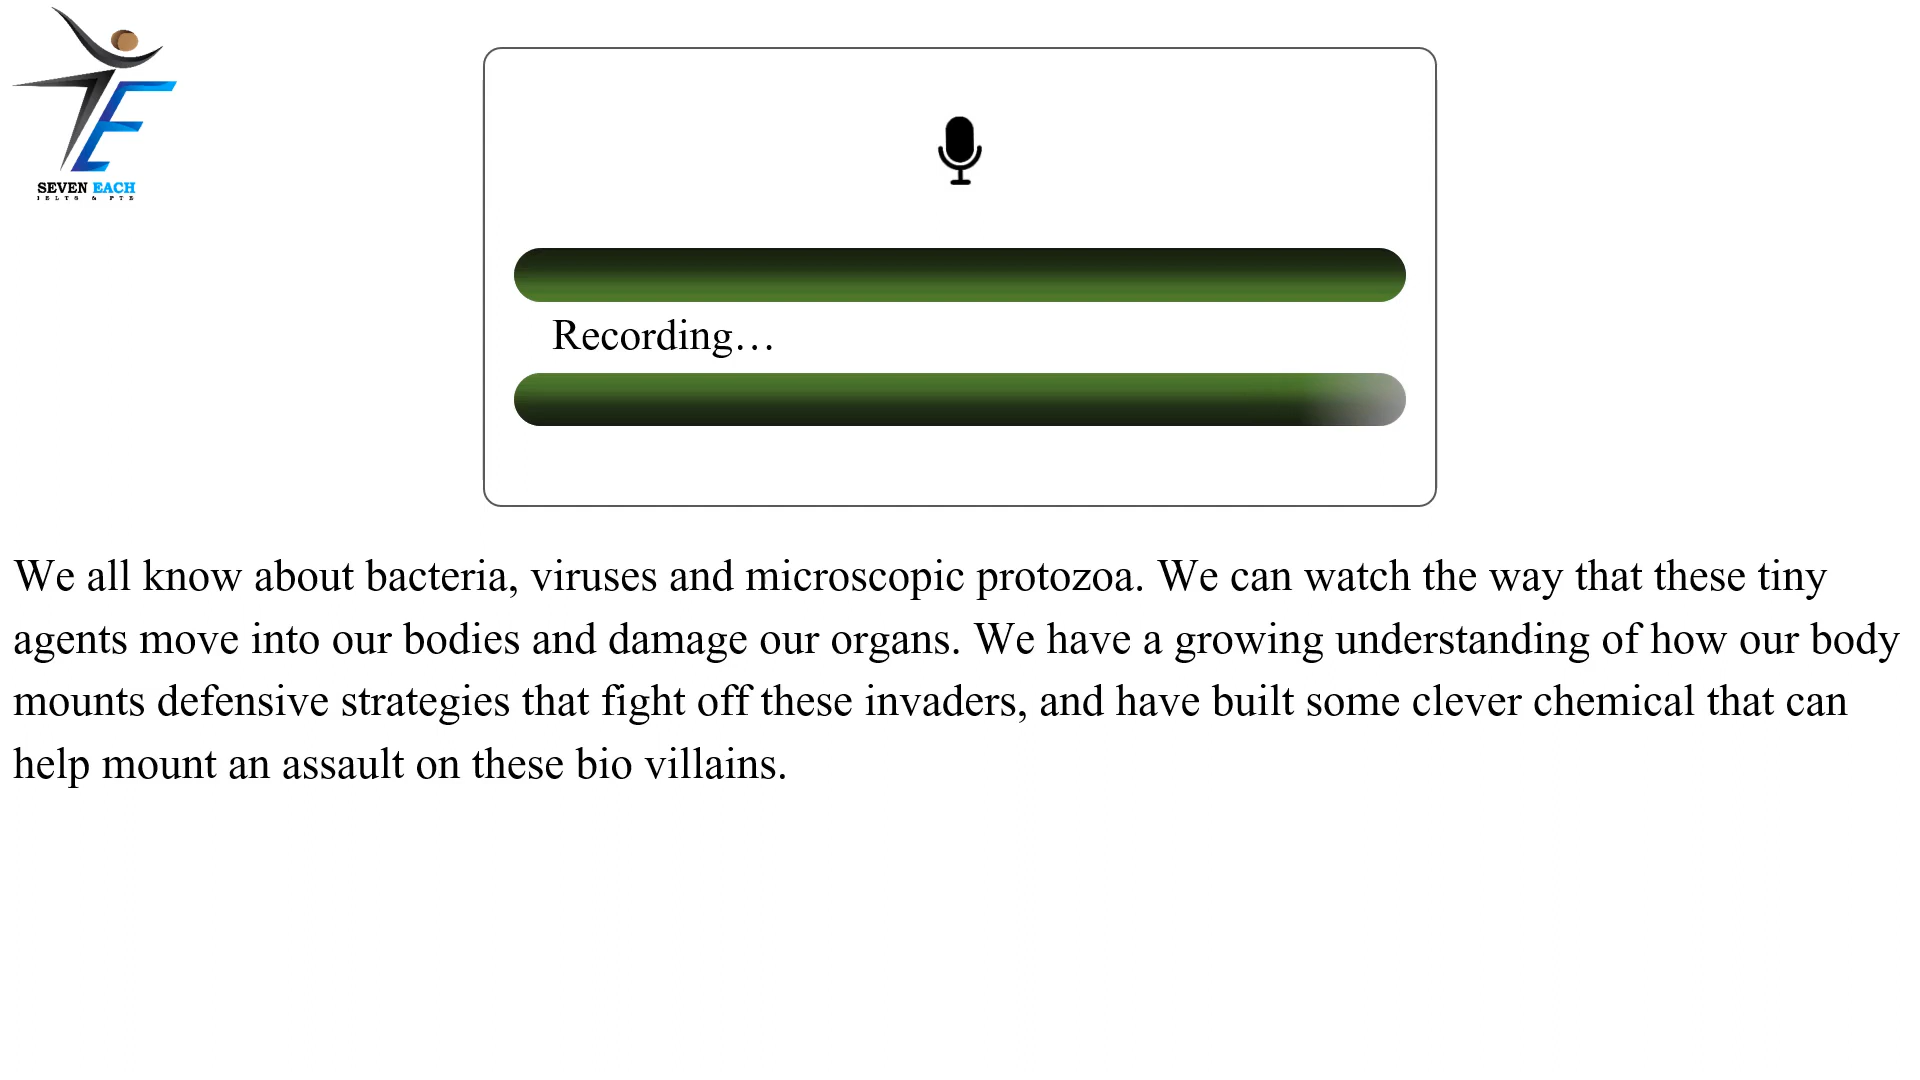 SEVEN EACH
IELTS & PTE
Recording…
We all know about bacteria, viruses and microscopic protozoa. We can watch the way that these tiny
agents move into our bodies and damage our organs. We have a growing understanding of how our body
mounts defensive strategies that fight off these invaders, and have built some clever chemical that can
help mount an assault on these bio villains.